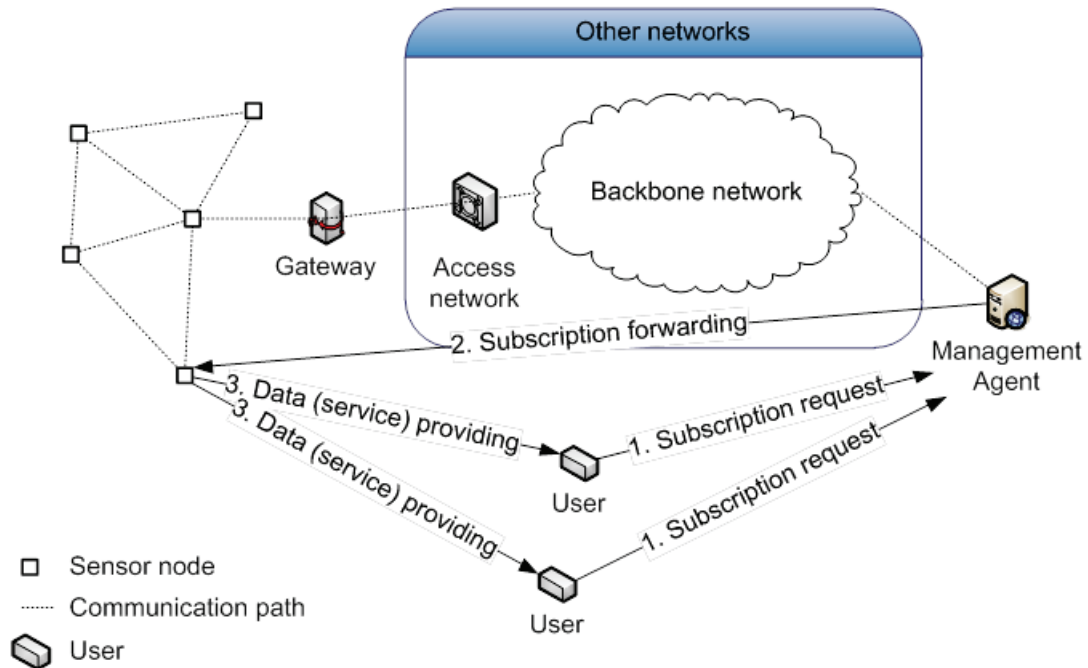 Other networks
Backbone network
Gateway
Access
network
Management
Agent
2. Subscription forwarding
3. Data (service) providing
3. Data (service) providing
1. Subscription request
1. Subscription request
User
User
Sensor node
Communication path
User